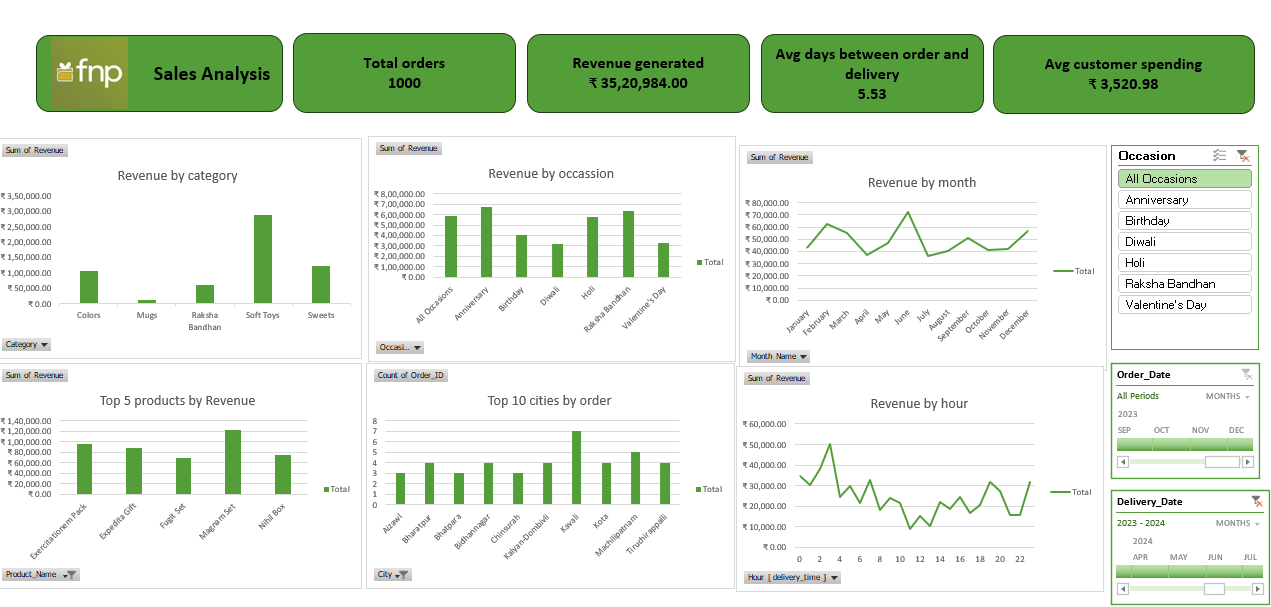 fnp
Sales Analysis
Total orders
1000
Revenue generated
₹ 35,20,984.00
Avg days between order and
delivery
5.53
Avg customer spending
₹ 3,520.98
Sum of Revenue
Revenue by category
₹ 3,50,000.00
₹ 3,00,000.00
₹ 2,50,000.00
₹ 2,00,000.00
₹ 1,50,000.00
₹ 1,00,000.00
₹ 50,000.00
₹ 0.00
Colors
Mugs
Raksha
Bandhan
Soft Toys
Sweets
Category
Sum of Revenue
Revenue by occassion
₹ 8,00,000.00
₹ 7,00,000.00
₹ 6,00,000.00
₹ 5,00,000.00
₹ 4,00,000.00
₹ 3,00,000.00
₹ 2,00,000.00
₹ 1,00,000.00
₹ 0.00
All Occasions
Anniversary
Birthday
Diwali
Holi
Raksha Bandhan
Valentine's Day
Total
Occasi...
Sum of Revenue
Revenue by month
₹ 80,000.00
₹ 70,000.00
₹ 60,000.00
₹ 50,000.00
₹ 40,000.00
₹ 30,000.00
₹ 20,000.00
₹ 10,000.00
₹ 0.00
January
February
March
April
May
June
July
August
September
October
November
December
Total
Month Name
Occasion
All Occasions
Anniversary
Birthday
Diwali
Holi
Raksha Bandhan
Valentine's Day
Sum of Revenue
Top 5 products by Revenue
₹ 1,40,000.00
₹ 1,20,000.00
₹ 1,00,000.00
₹ 80,000.00
₹ 60,000.00
₹ 40,000.00
₹ 20,000.00
₹ 0.00
Exercitationem Pack
Expedita Gift
Fugit Set
Magnam Set
Nihil Box
Total
Product_Name
Count of Order_ID
Top 10 cities by order
8
7
6
5
4
3
2
1
0
Aizawl
Bharatpur
Bhatpara
Bidhannagar
Chinsurah
Kalyan-Dombivli
Kavali
Kota
Machilipatnam
Tiruchirappalli
Total
City
Sum of Revenue
Revenue by hour
₹ 60,000.00
₹ 50,000.00
₹ 40,000.00
₹ 30,000.00
₹ 20,000.00
₹ 10,000.00
₹ 0.00
0 2 4 6 8 10 12 14 16 18 20 22
Total
Hour [ delivery_time ]
Order_Date
All Periods MONTHS
2023
SEP OCT NOV DEC
Delivery_Date
2023 - 2024 MONTHS
2024
APR MAY JUN JUL